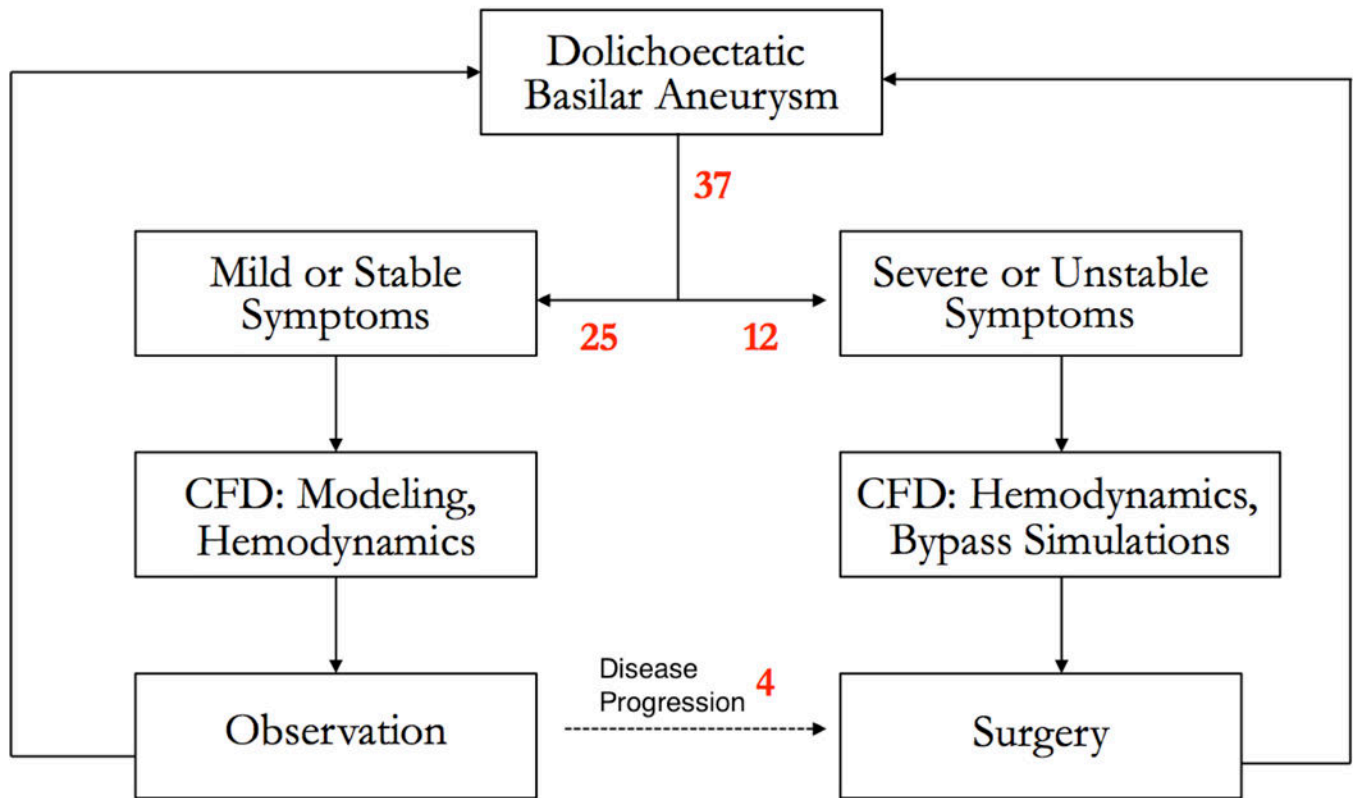 Dolichoectatic
Basilar Aneurysm
37
Mild or Stable
Symptoms
Severe or Unstable
Symptoms
25
12
CFD: Modeling,
Hemodynamics
CFD: Hemodynamics,
Bypass Simulations
Disease
Progression
4
Observation
Surgery